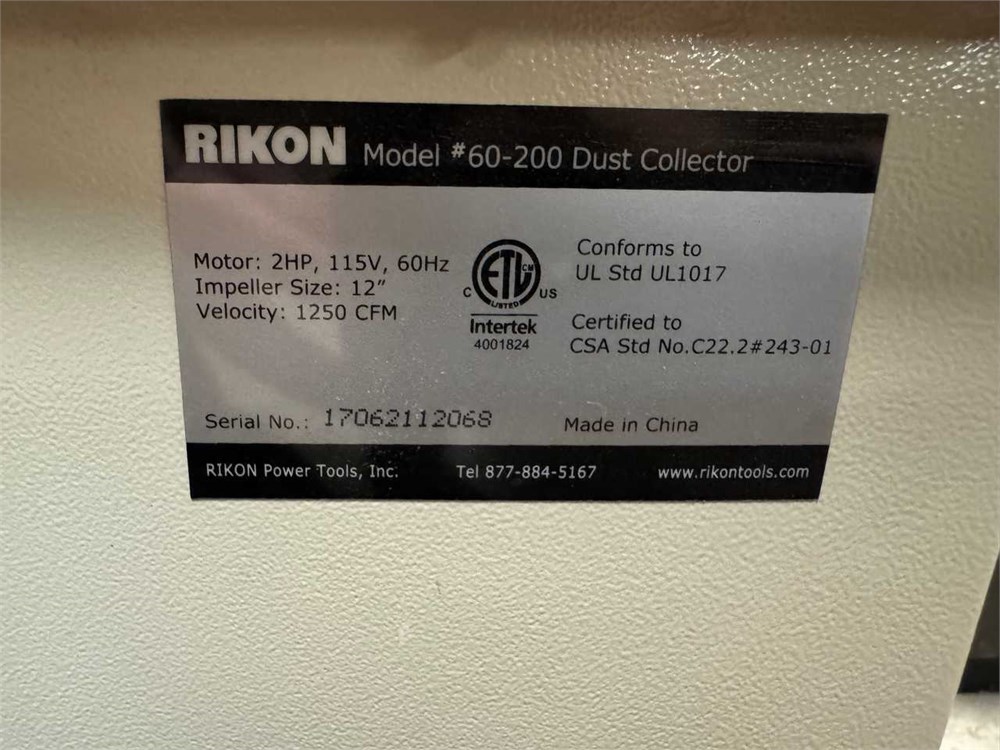 RIKON Model #60-200 Dust Collector
Motor: 2HP, 115V, 60Hz
Impeller Size: 12"
Velocity: 1250 CFM
C ETL CM US
LISTED
Intertek
4001824
Conforms to
UL Std UL1017
Certified to
CSA Std No.C22.2#243-01
Serial No.: 17062112068
Made in China
RIKON Power Tools, Inc. Tel 877-884-5167 www.rikontools.com